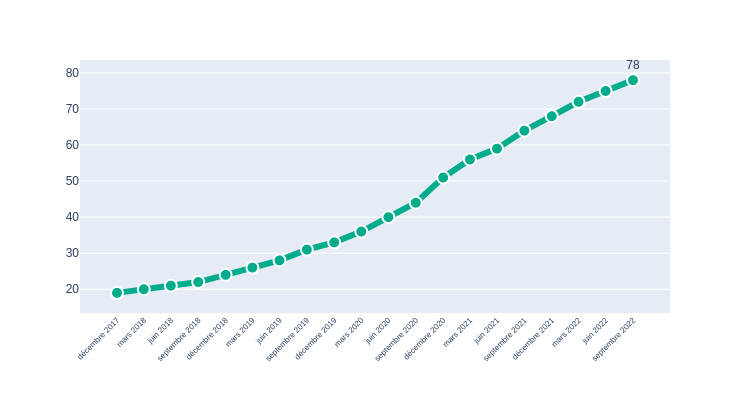 78
80
70
60
50
40
30
20
décembre 2017
mars 2018
juin 2018
septembre 2018
décembre 2018
mars 2019
juin 2019
septembre 2019
décembre 2019
mars 2020
juin 2020
septembre 2020
décembre 2020
mars 2021
juin 2021
septembre 2021
décembre 2021
mars 2022
juin 2022
septembre 2022